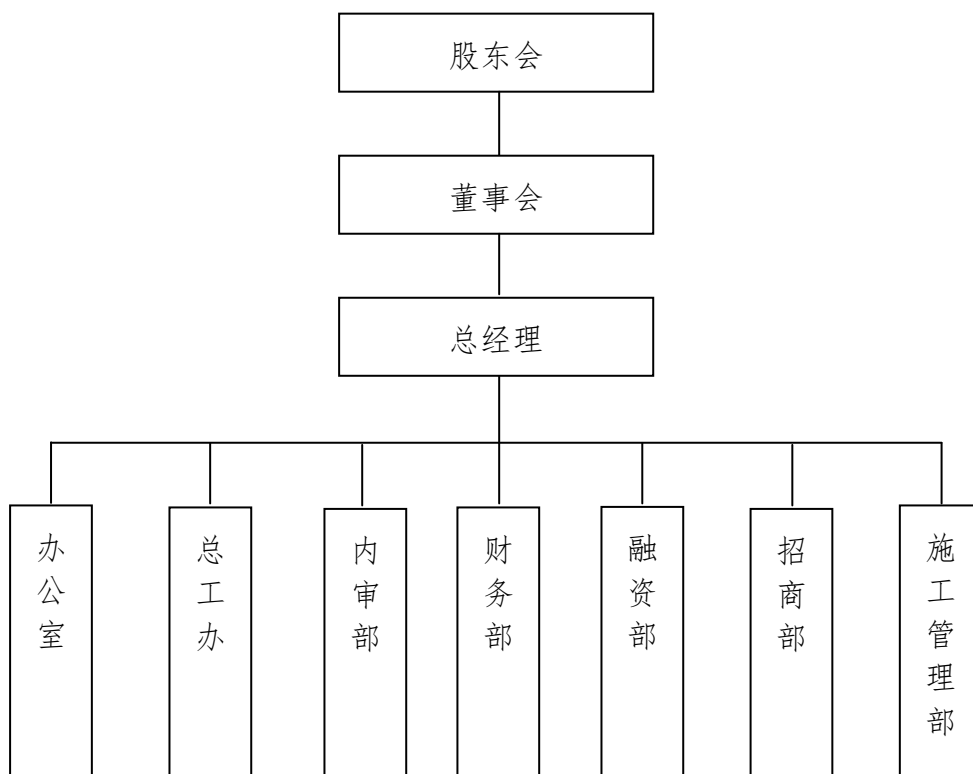 股东会
董事会
总经理
办公室
总工办
内审部
财务部
融资部
招商部
施工管理部